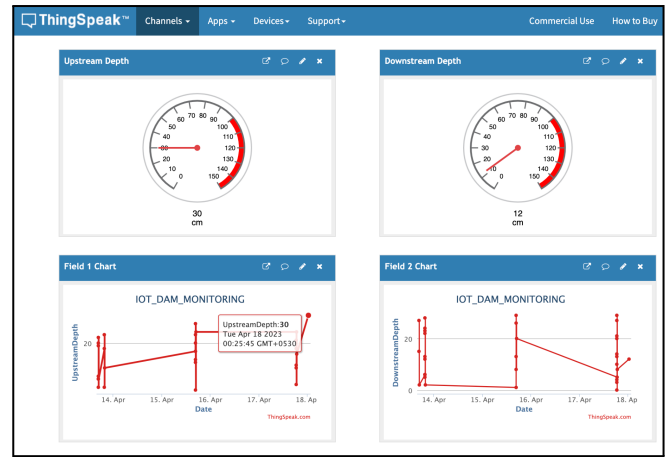 ThingSpeak™ Channels Apps Devices Support Commercial Use How to Buy
Upstream Depth
0 10 20 30 40 50 60 70 80 90 100 110 120 130 140 150
30
cm
Downstream Depth
0 10 20 30 40 50 60 70 80 90 100 110 120 130 140 150
12
cm
Field 1 Chart
IOT_DAM_MONITORING
UpstreamDepth
20
UpstreamDepth:30
Tue Apr 18 2023
00:25:45 GMT+0530
14. Apr 15. Apr 16. Apr 17. Apr 18. Ap
Date
ThingSpeak.com
Field 2 Chart
IOT_DAM_MONITORING
DownstreamDepth
20
0
14. Apr 15. Apr 16. Apr 17. Apr 18. Ap
Date
ThingSpeak.com